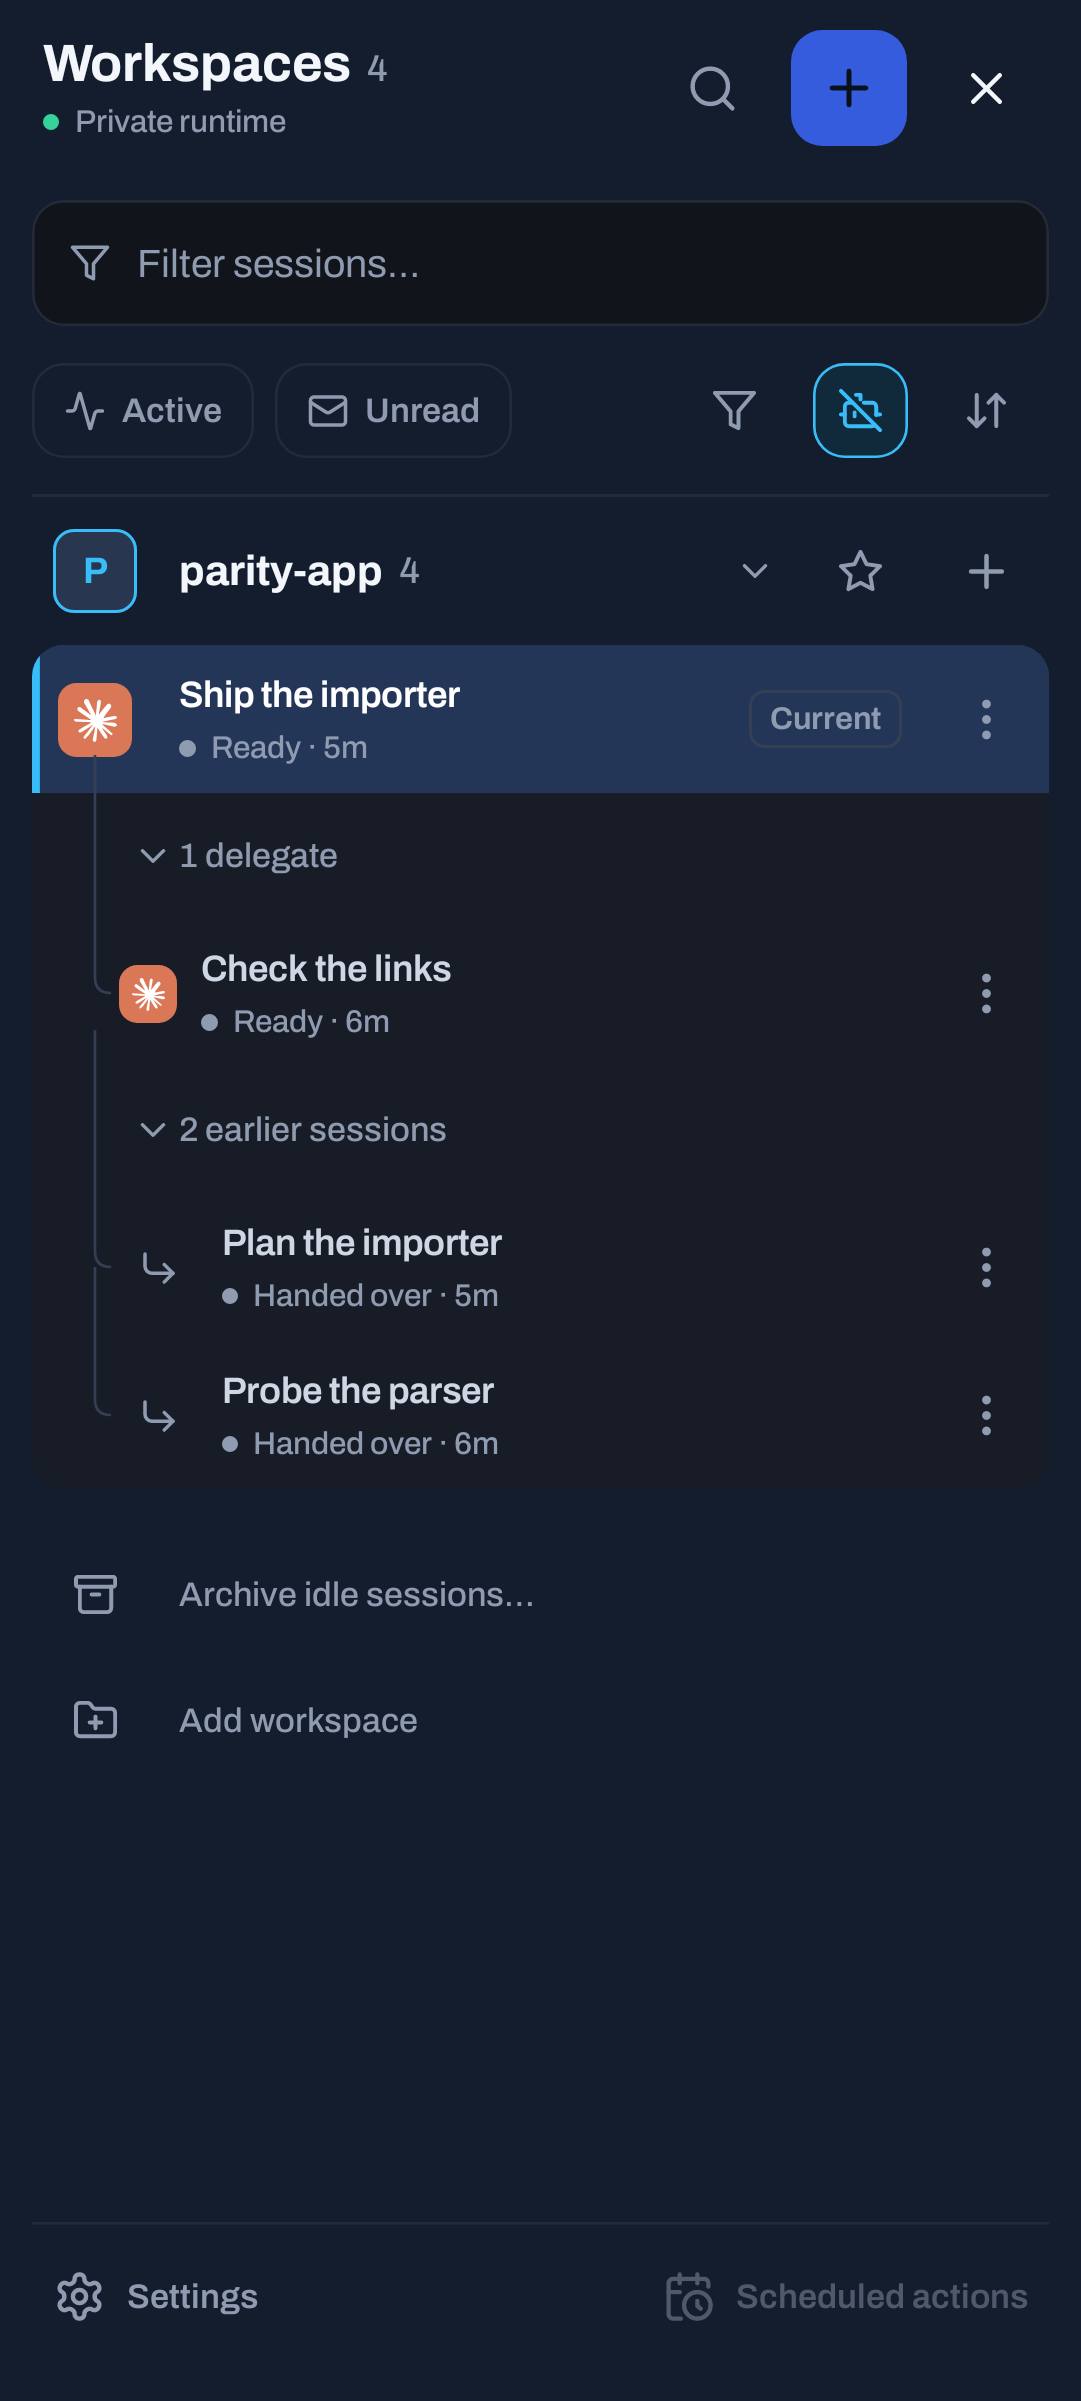 Workspaces 4
Private runtime
Filter sessions...
Active
Unread
P
parity-app 4
Ship the importer
Ready · 5m
Current
1 delegate
Check the links
Ready · 6m
2 earlier sessions
Plan the importer
Handed over · 5m
Probe the parser
Handed over · 6m
Archive idle sessions...
Add workspace
Settings
Scheduled actions